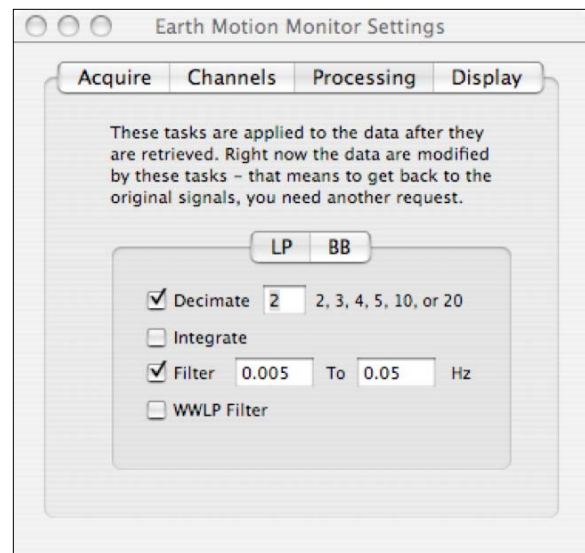 Earth Motion Monitor Settings
Acquire Channels Processing Display
These tasks are applied to the data after they
are retrieved. Right now the data are modified
by these tasks – that means to get back to the
original signals, you need another request.
LP BB
Decimate 2 2, 3, 4, 5, 10, or 20
Integrate
Filter 0.005 To 0.05 Hz
WWLP Filter